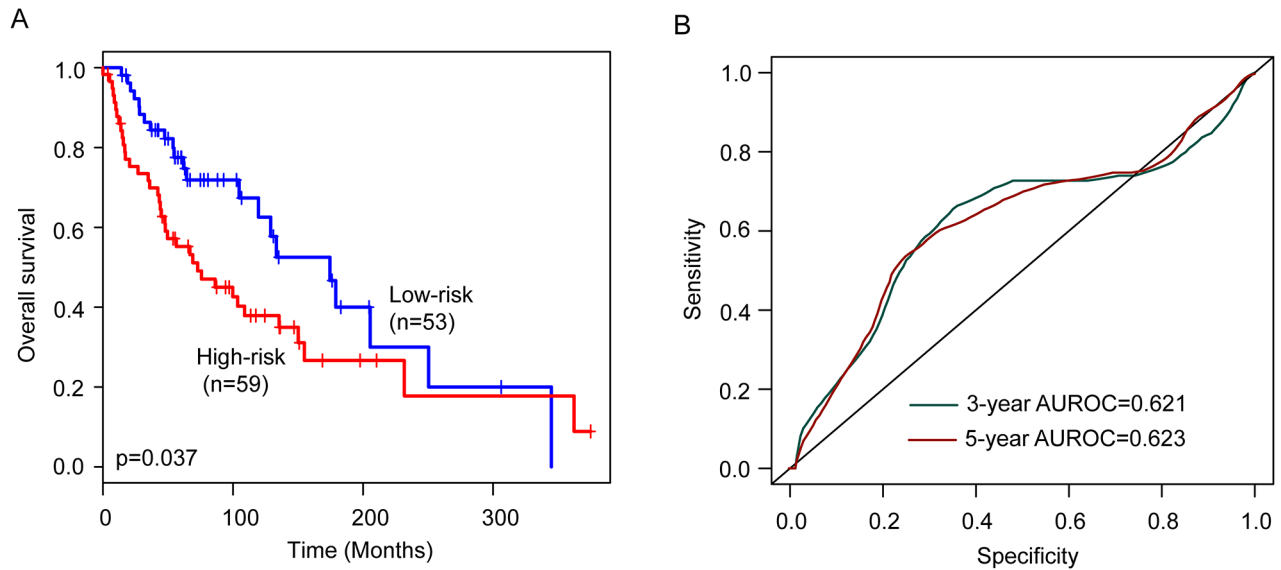 A
1.0
0.8
0.6
0.4
0.2
0.0
Overall survival
Low-risk
(n=53)
High-risk
(n=59)
p=0.037
0
100
200
300
Time (Months)
B
1.0
0.8
0.6
0.4
0.2
0.0
Sensitivity
3-year AUROC=0.621
5-year AUROC=0.623
0.0
0.2
0.4
0.6
0.8
1.0
Specificity